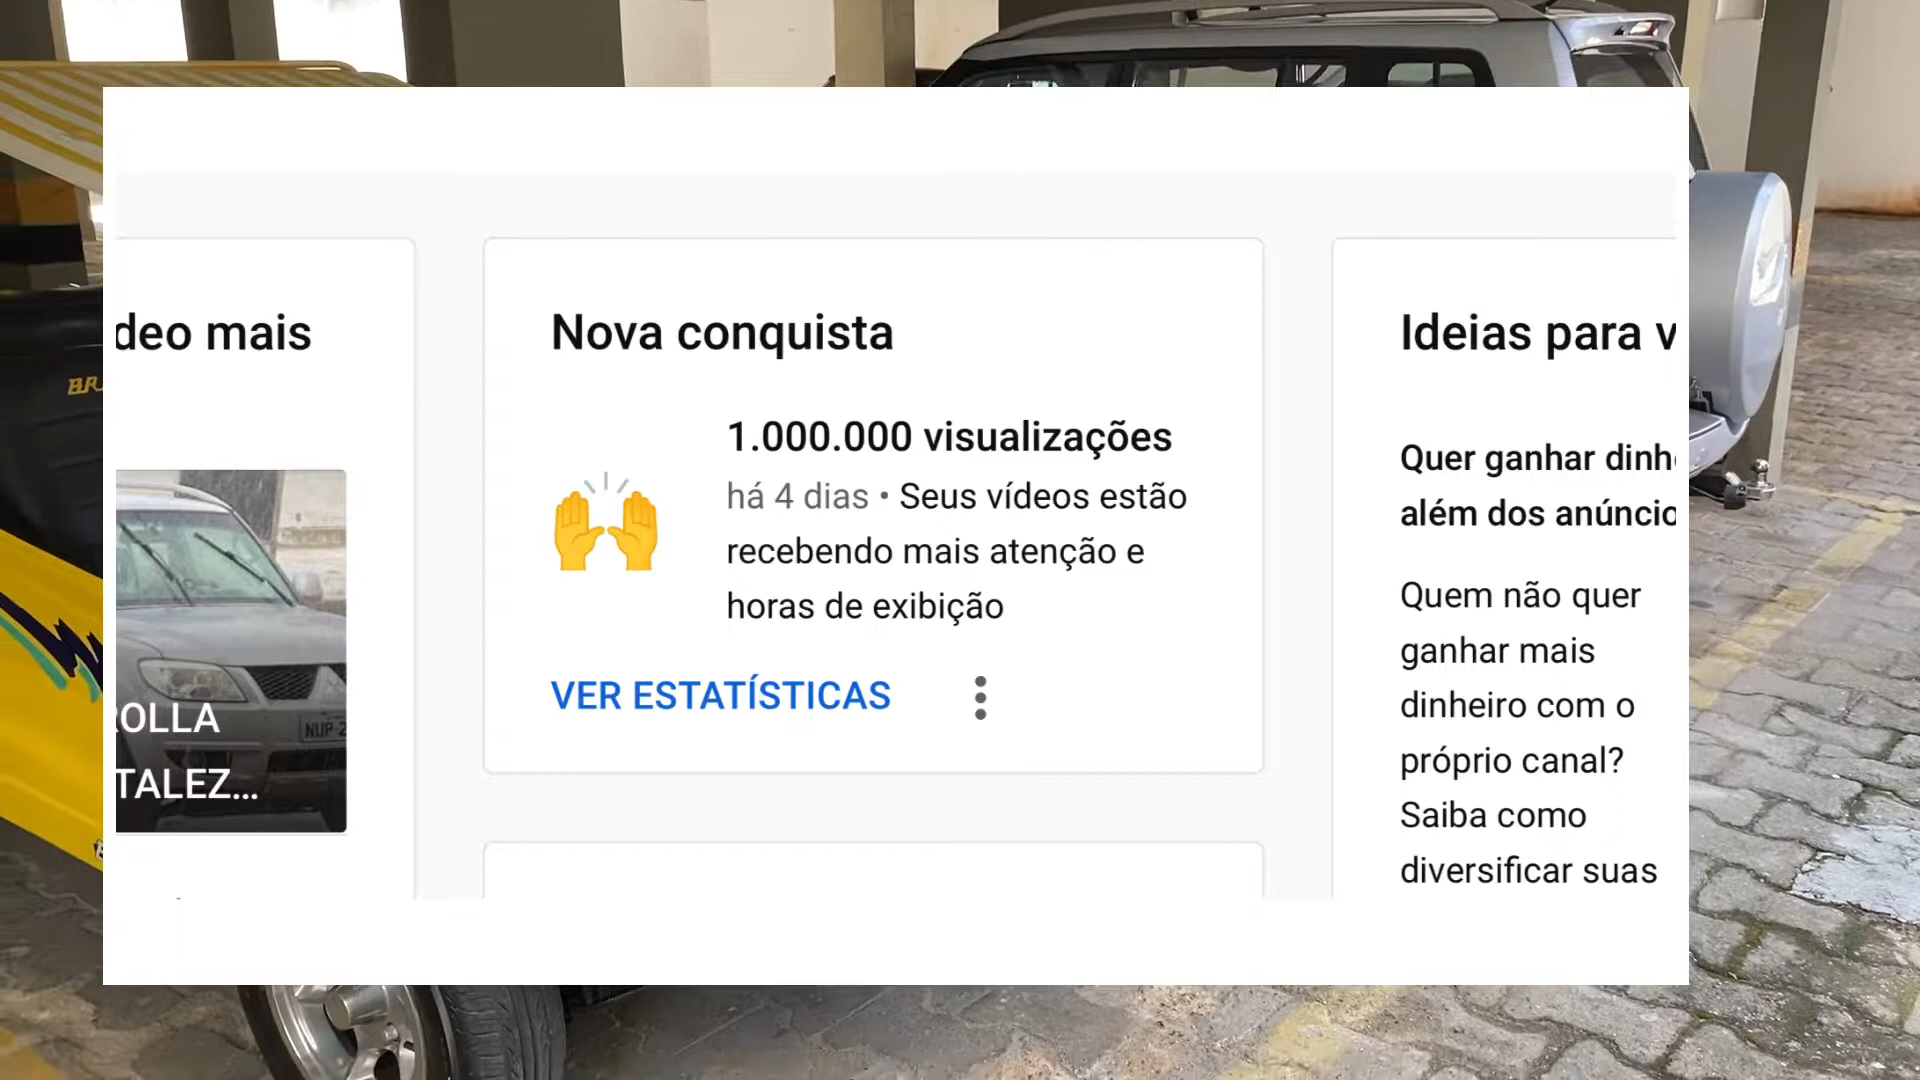 deo mais
OLLA
TALEZ...
NUP
Nova conquista
1.000.000 visualizações
há 4 dias • Seus vídeos estão
recebendo mais atenção e
horas de exibição
VER ESTATÍSTICAS
Ideias para v
Quer ganhar dinh
além dos anúncio
Quem não quer
ganhar mais
dinheiro com o
próprio canal?
Saiba como
diversificar suas